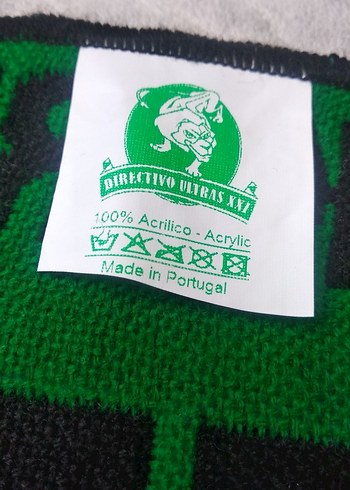 DIRECTIVO ULTRAS XXI
100% Acrilico - Acrylic
Made in Portugal